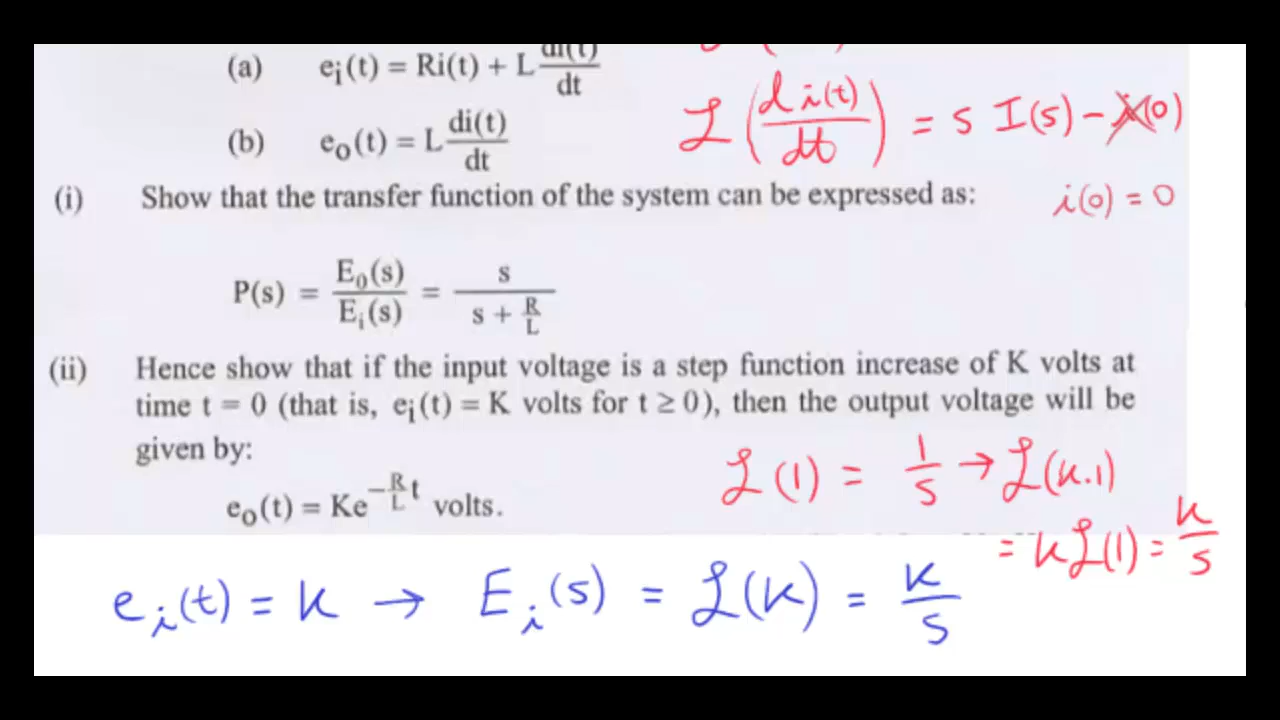 (a) eᵢ(t) = Ri(t) + L di(t)/dt
ℒ(di(t)/dt) = s I(s) - i(0)
(b) e₀(t) = L di(t)/dt
(i) Show that the transfer function of the system can be expressed as:
i(0) = 0
P(s) = E₀(s)/Eᵢ(s) = s/(s + R/L)
(ii) Hence show that if the input voltage is a step function increase of K volts at
time t = 0 (that is, eᵢ(t) = K volts for t ≥ 0), then the output voltage will be
given by:
ℒ(1) = 1/s → ℒ(k.1)
e₀(t) = Ke^(-R/L t) volts.
= kℒ(1) = k/s
eᵢ(t) = k → Eᵢ(s) = ℒ(k) = k/s